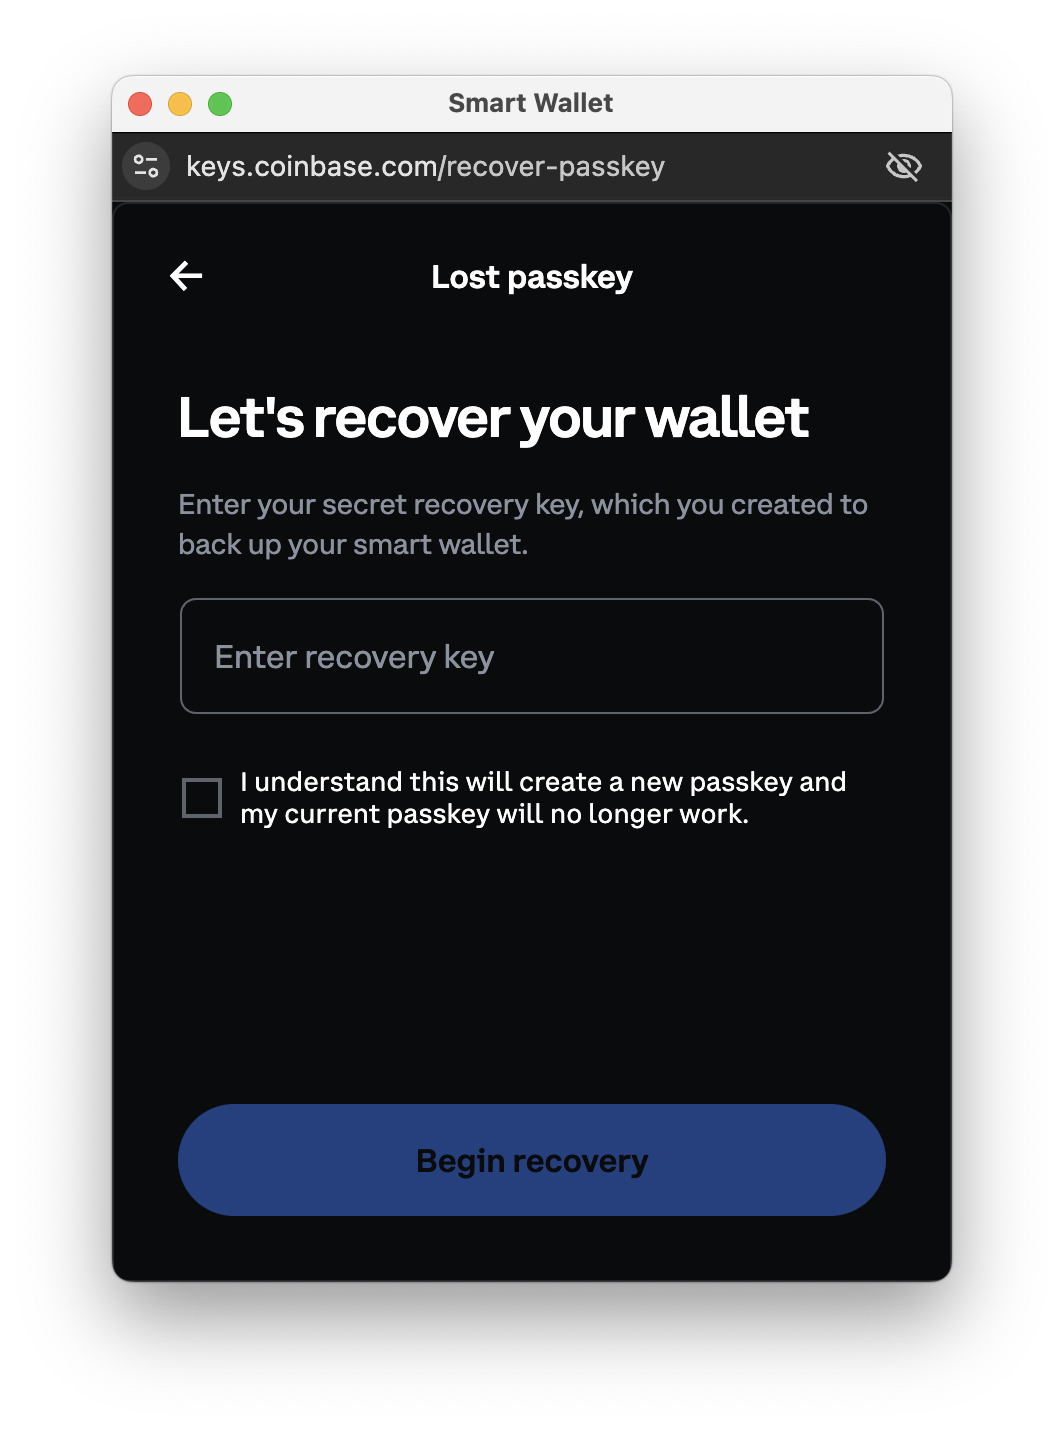 Smart Wallet
keys.coinbase.com/recover-passkey
Lost passkey
Let's recover your wallet
Enter your secret recovery key, which you created to
back up your smart wallet.
Enter recovery key
I understand this will create a new passkey and
my current passkey will no longer work.
Begin recovery